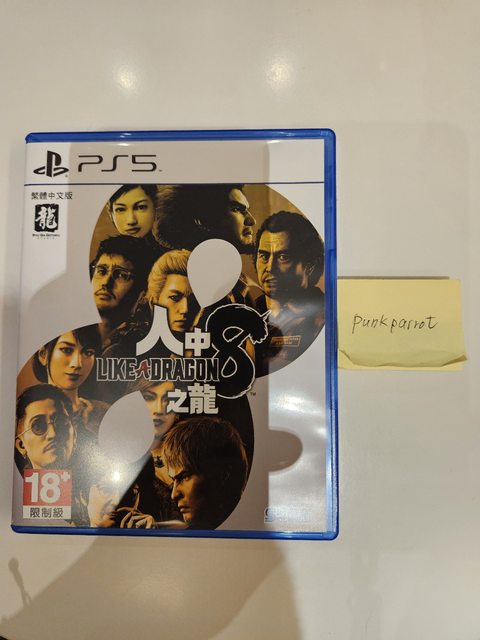 PS5
繁體中文版
龍
punkparrot
人中
8
LIKE A DRAGON
TM
之龍
18+
限制級